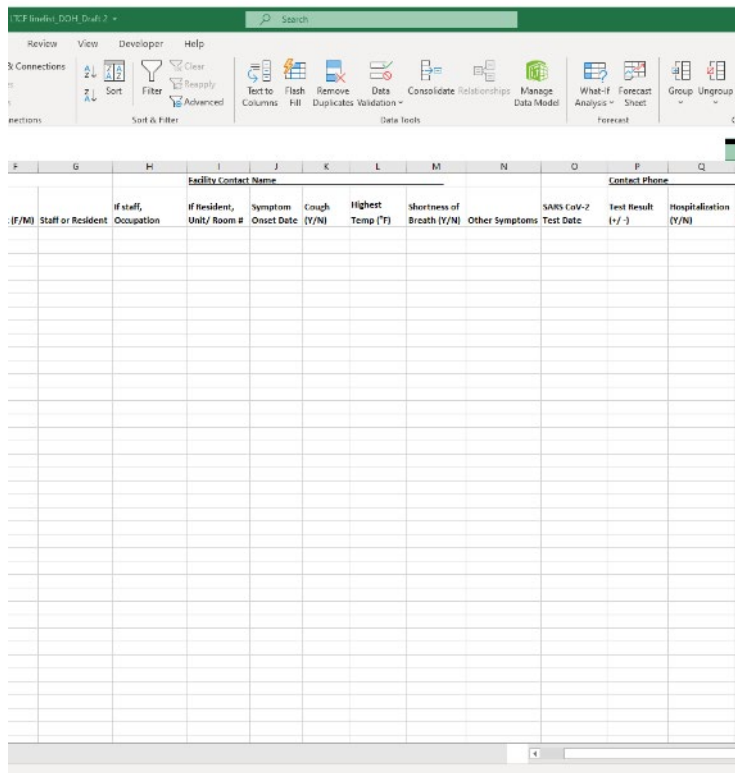 LTCF linelist_DOH_Draft 2
Search
Review View Developer Help
& Connections
Sort
Filter
Clear
Reapply
Advanced
Text to Columns
Flash Fill
Remove Duplicates
Data Validation
Consolidate
Relationships
Manage Data Model
What-If Analysis
Forecast Sheet
Group
Ungroup
Sort & Filter
Data Tools
Forecast
F G H I J K L M N O P Q
Facility Contact Name
Contact Phone
(F/M)
Staff or Resident
If staff,
Occupation
If Resident,
Unit/ Room #
Symptom
Onset Date
Cough
(Y/N)
Highest
Temp (°F)
Shortness of
Breath (Y/N)
Other Symptoms
SARS CoV-2
Test Date
Test Result
(+/ -)
Hospitalization
(Y/N)